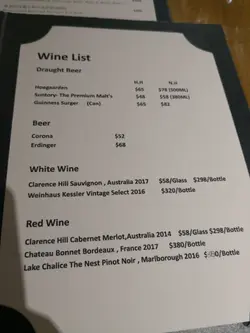 Wine List
Draught Beer
H.H N.H
Hoegaarden $60 $78 (500ML)
Suntory- The Premium Malt's $48 $58 (380ML)
Guinness Surger (Can) $65 $82
Beer
Corona $52
Erdinger $68
White Wine
Clarence Hill Sauvignon , Australia 2017 $58/Glass $298/Bottle
Weinhaus Kessler Vintage Select 2016 $320/Bottle
Red Wine
Clarence Hill Cabernet Merlot,Australia 2014 $58/Glass $298/Bottle
Chateau Bonnet Bordeaux , France 2017 $380/Bottle
Lake Chalice The Nest Pinot Noir , Marlborough 2016